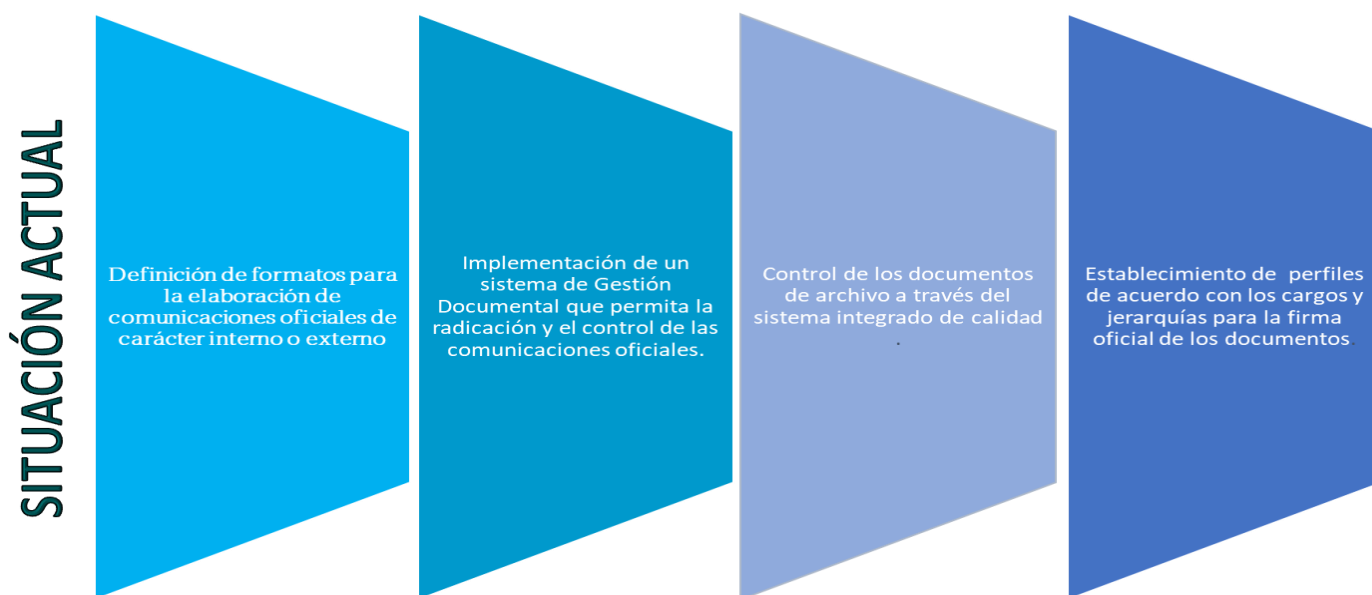 SITUACIÓN ACTUAL
Definición de formatos para
la elaboración de
comunicaciones oficiales de
carácter interno o externo
Implementación de un
sistema de Gestión
Documental que permita la
radicación y el control de las
comunicaciones oficiales.
Control de los documentos
de archivo a través del
sistema integrado de calidad
.
Establecimiento de perfiles
de acuerdo con los cargos y
jerarquías para la firma
oficial de los documentos.